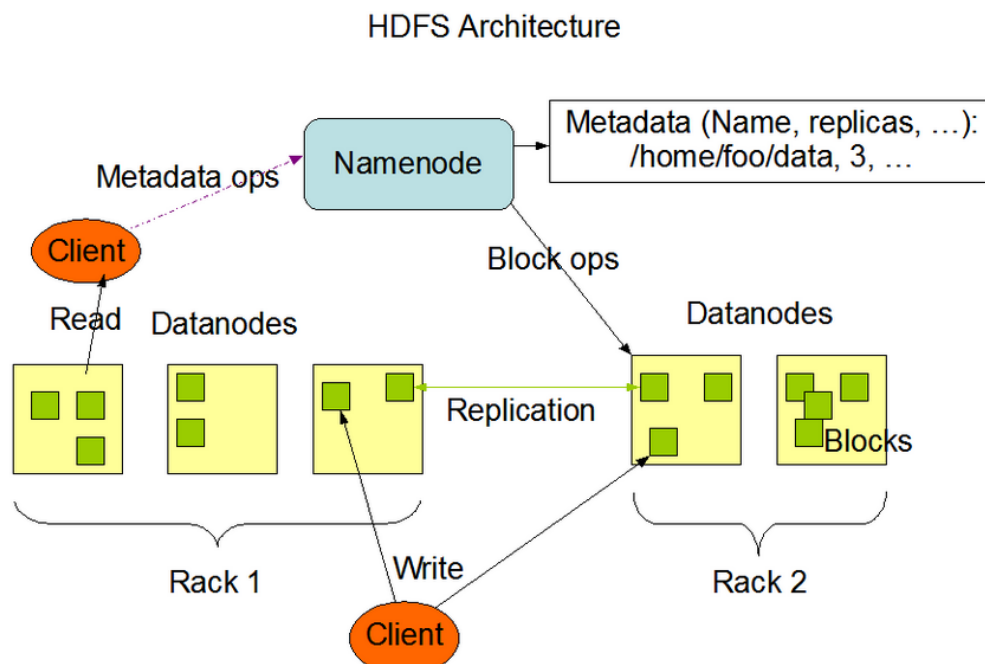 HDFS Architecture
Metadata (Name, replicas, …):
/home/foo/data, 3, …
Namenode
Metadata ops
Client
Block ops
Read
Datanodes
Datanodes
Replication
Blocks
Rack 1
Write
Rack 2
Client